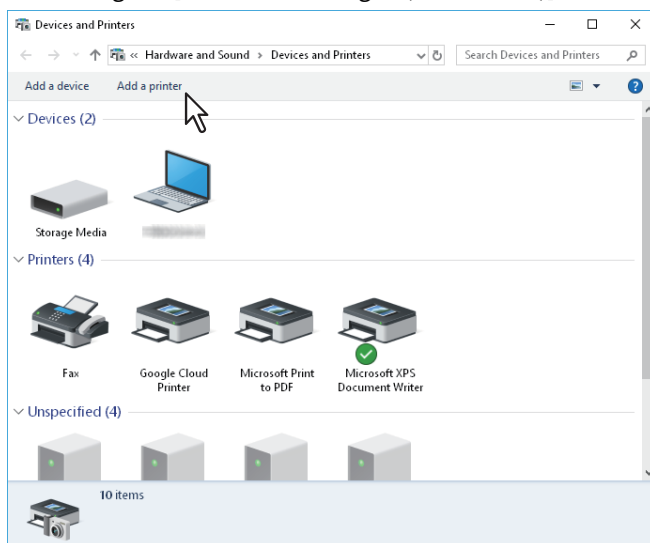 Devices and Printers
« Hardware and Sound › Devices and Printers
Search Devices and Printers
Add a device Add a printer
Devices (2)
Storage Media
Printers (4)
Fax
Google Cloud Printer
Microsoft Print to PDF
Microsoft XPS Document Writer
Unspecified (4)
10 items